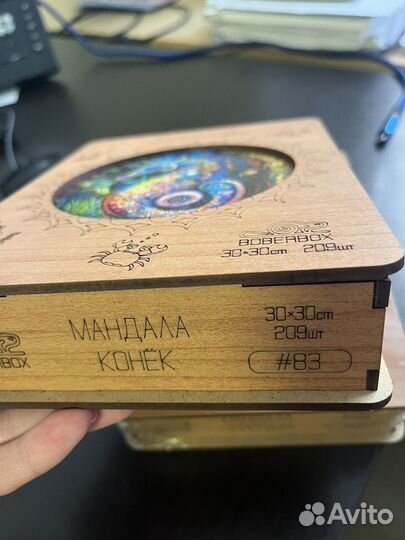 BOBERBOX
30×30cm 209шт
МАНДАЛА
КОНЁК
30×30cm
209шт
#83
Avito